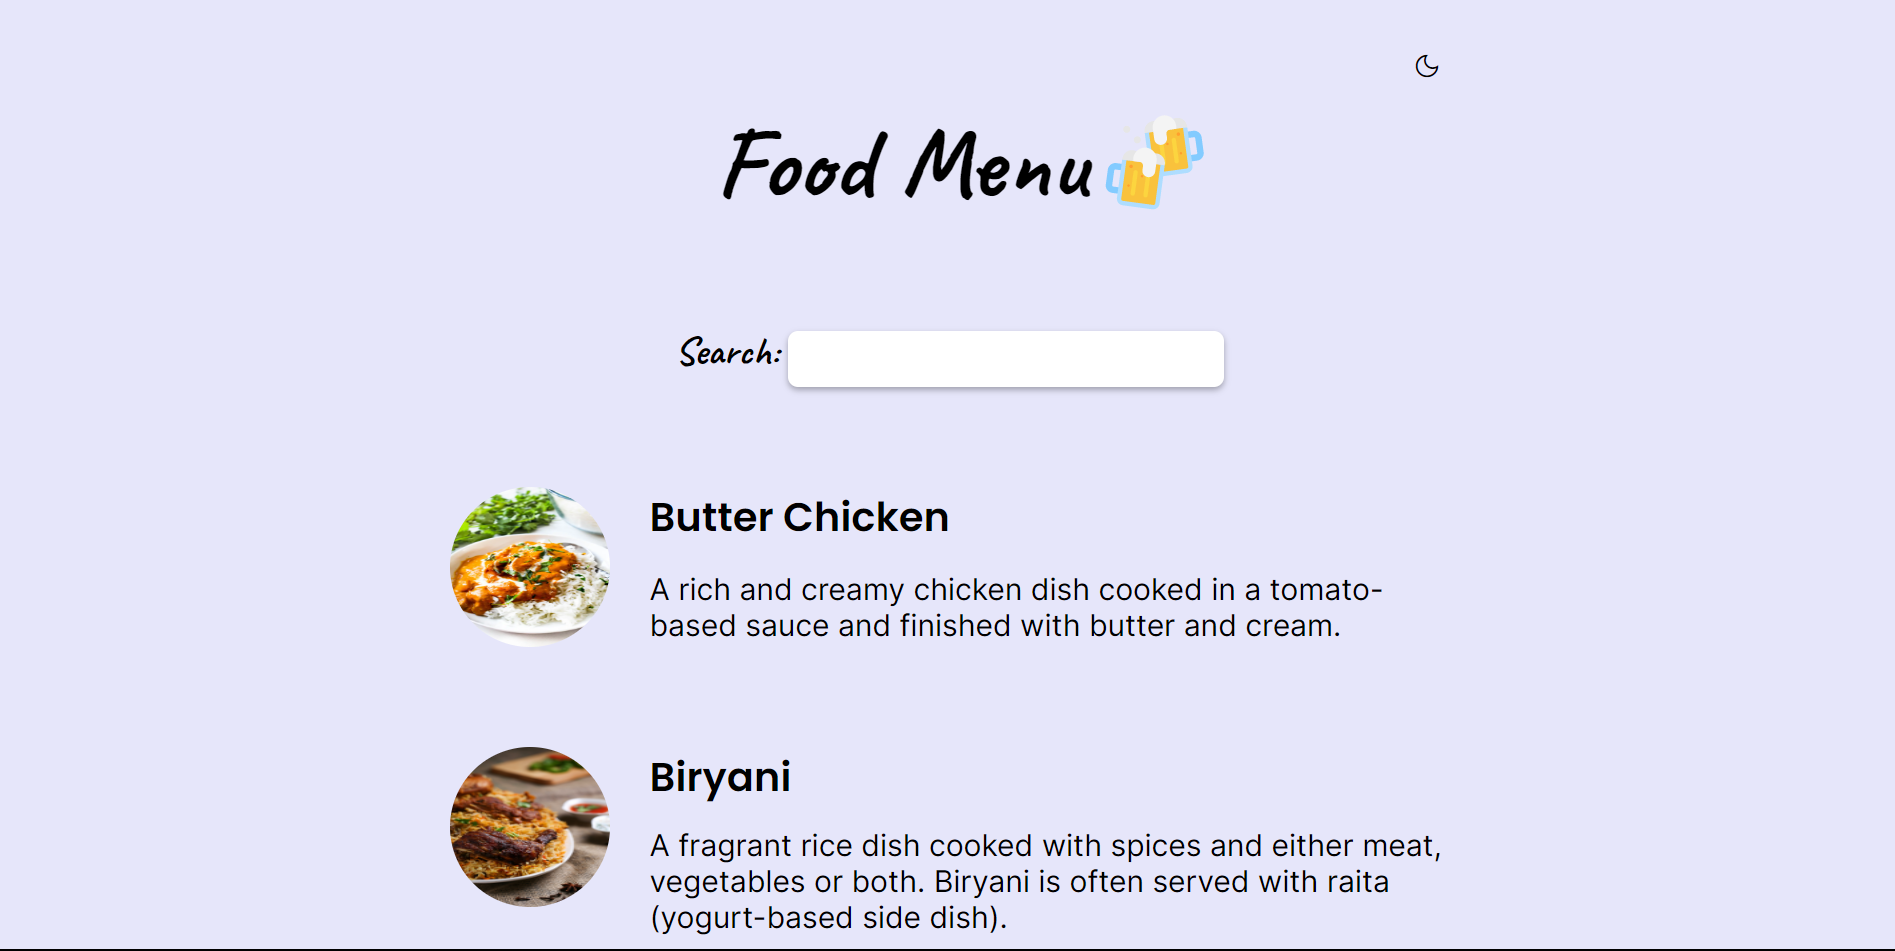 Food Menu
Search:
Butter Chicken
A rich and creamy chicken dish cooked in a tomato-
based sauce and finished with butter and cream.
Biryani
A fragrant rice dish cooked with spices and either meat,
vegetables or both. Biryani is often served with raita
(yogurt-based side dish).